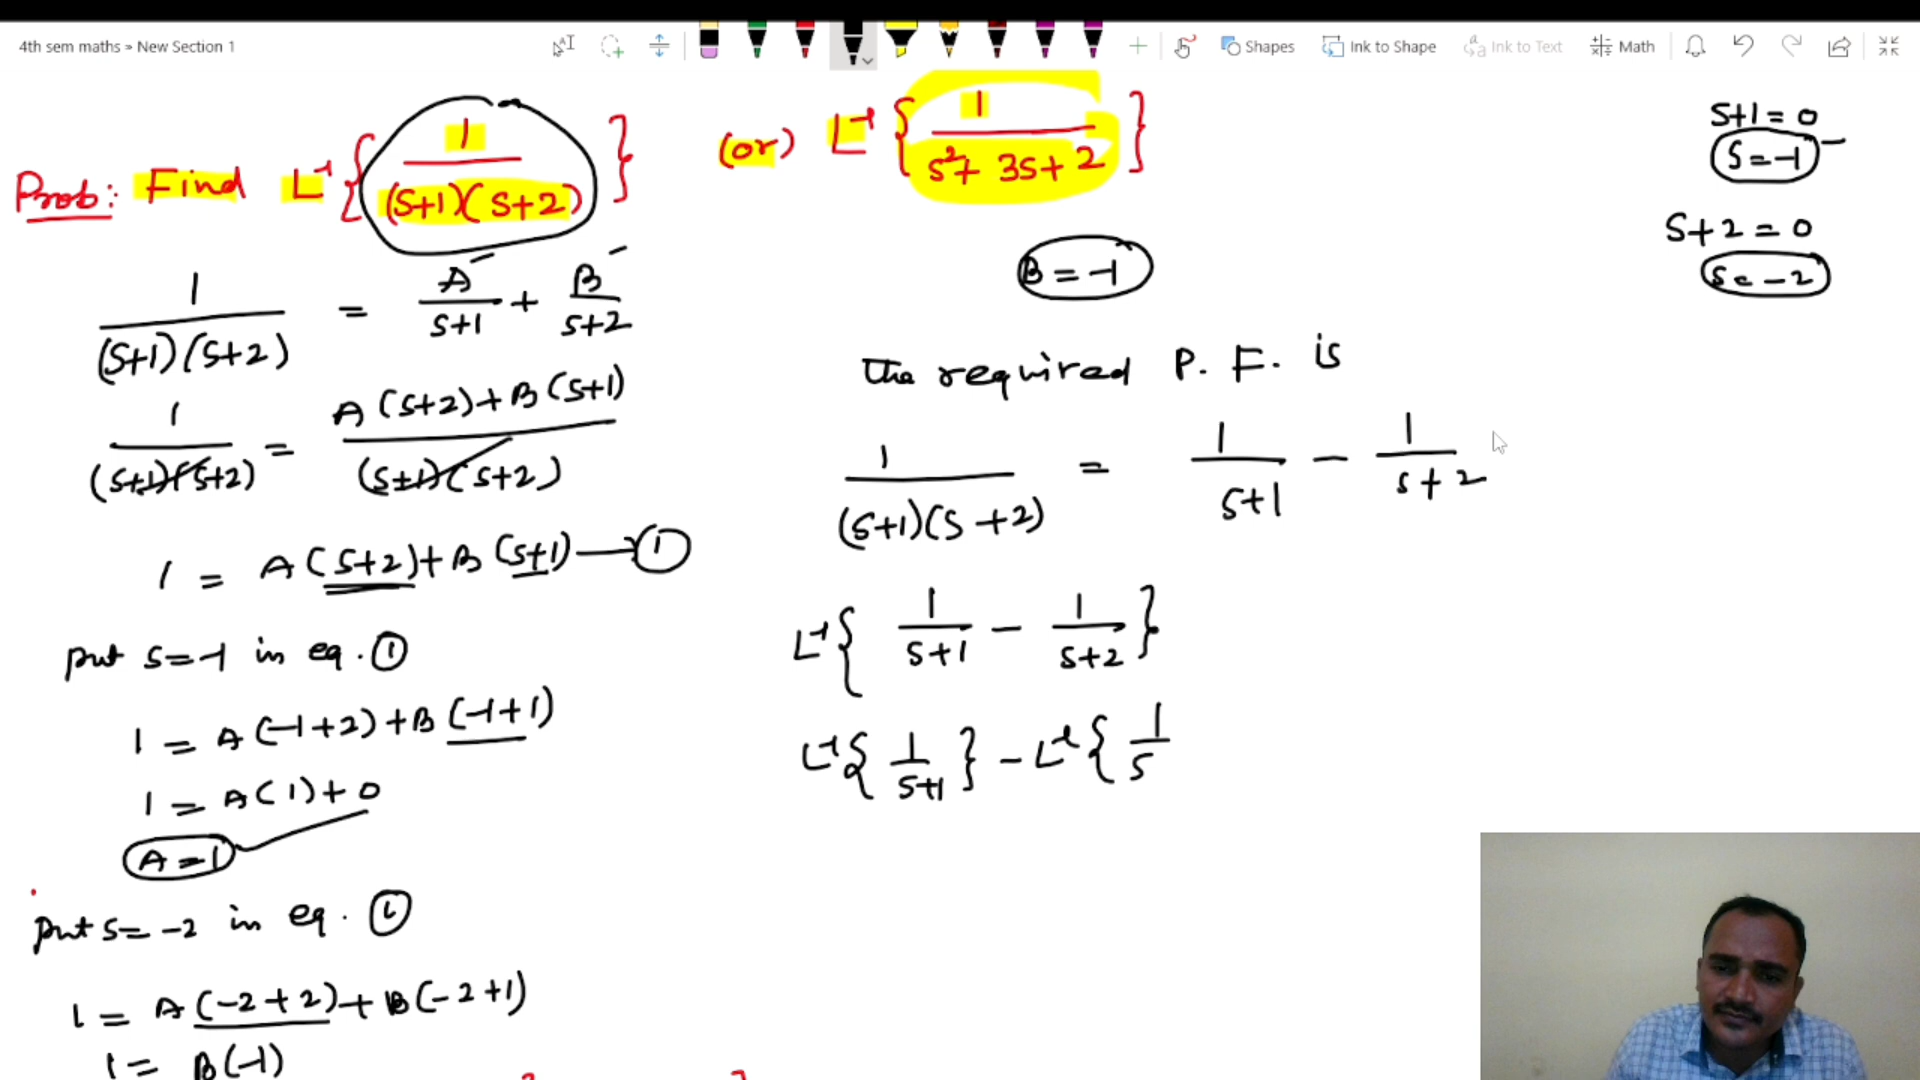 4th sem maths » New Section 1
Shapes
Ink to Shape
Ink to Text
Math
Prob: Find L⁻¹{ 1/((S+1)(S+2)) } (or) L⁻¹{ 1/(s²+3s+2) }
1/((S+1)(S+2)) = A/(S+1) + B/(S+2)
1/((S+1)(S+2)) = (A(S+2)+B(S+1))/((S+1)(S+2))
1 = A(S+2)+B(S+1)→①
put S=-1 in eq.①
1 = A(-1+2)+B(-1+1)
1 = A(1)+0
A=1
put S=-2 in eq.①
1 = A(-2+2)+B(-2+1)
1 = B(-1)
B=-1
the required P.F. is
1/((S+1)(S+2)) = 1/(S+1) - 1/(S+2)
L⁻¹{ 1/(S+1) - 1/(S+2) }
L⁻¹{ 1/(S+1) } - L⁻¹{ 1/S
S+1=0
S=-1
S+2=0
S=-2